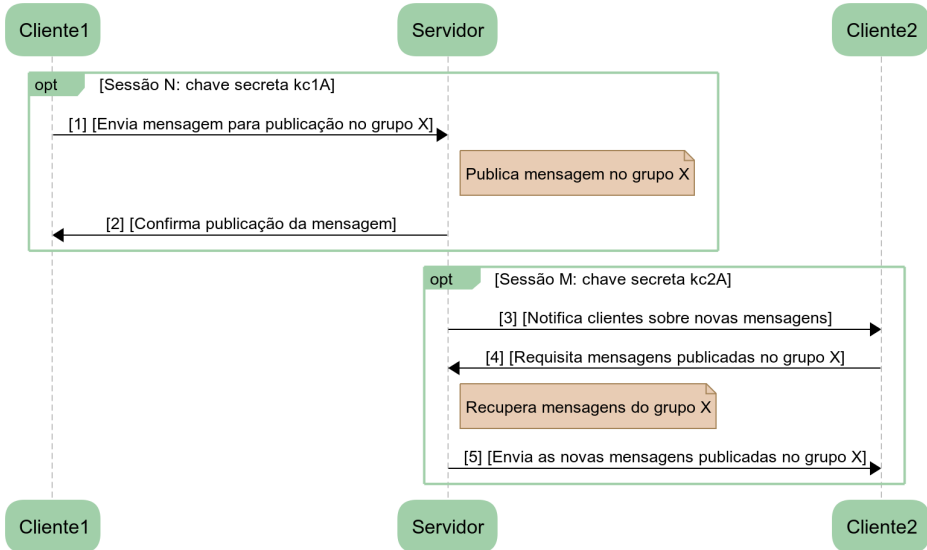 Cliente1
Servidor
Cliente2
opt
[Sessão N: chave secreta kc1A]
[1] [Envia mensagem para publicação no grupo X]
Publica mensagem no grupo X
[2] [Confirma publicação da mensagem]
opt
[Sessão M: chave secreta kc2A]
[3] [Notifica clientes sobre novas mensagens]
[4] [Requisita mensagens publicadas no grupo X]
Recupera mensagens do grupo X
[5] [Envia as novas mensagens publicadas no grupo X]
Cliente1
Servidor
Cliente2